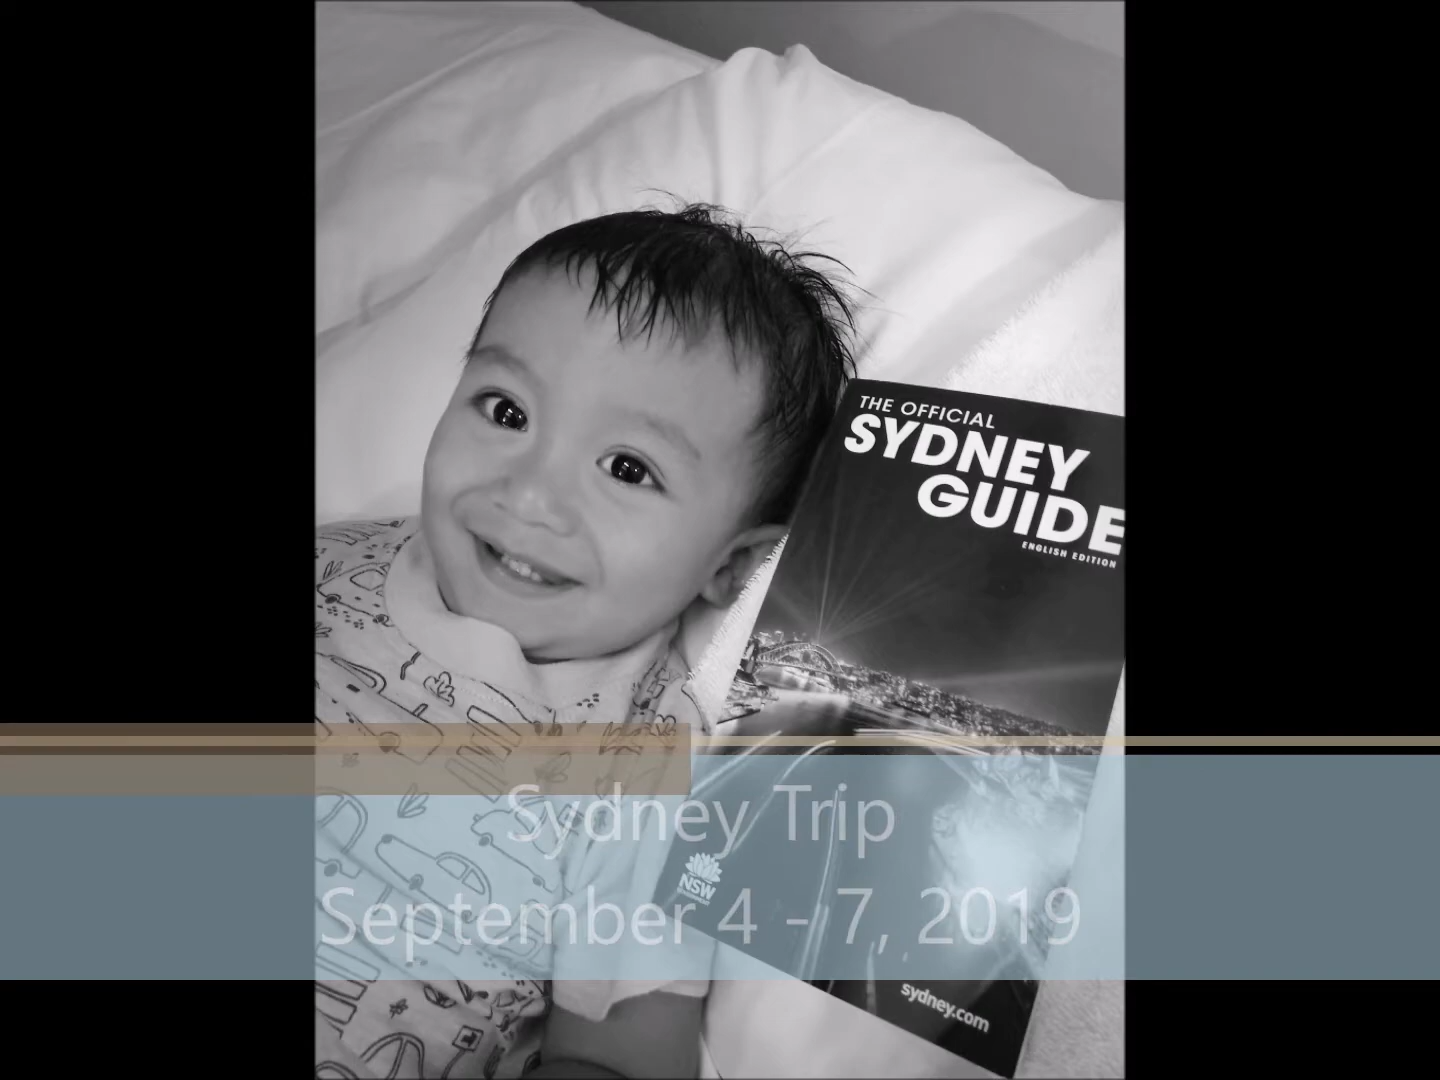 THE OFFICIAL
SYDNEY
GUIDE
ENGLISH EDITION
Sydney Trip
NSW
September 4 - 7, 2019
sydney.com